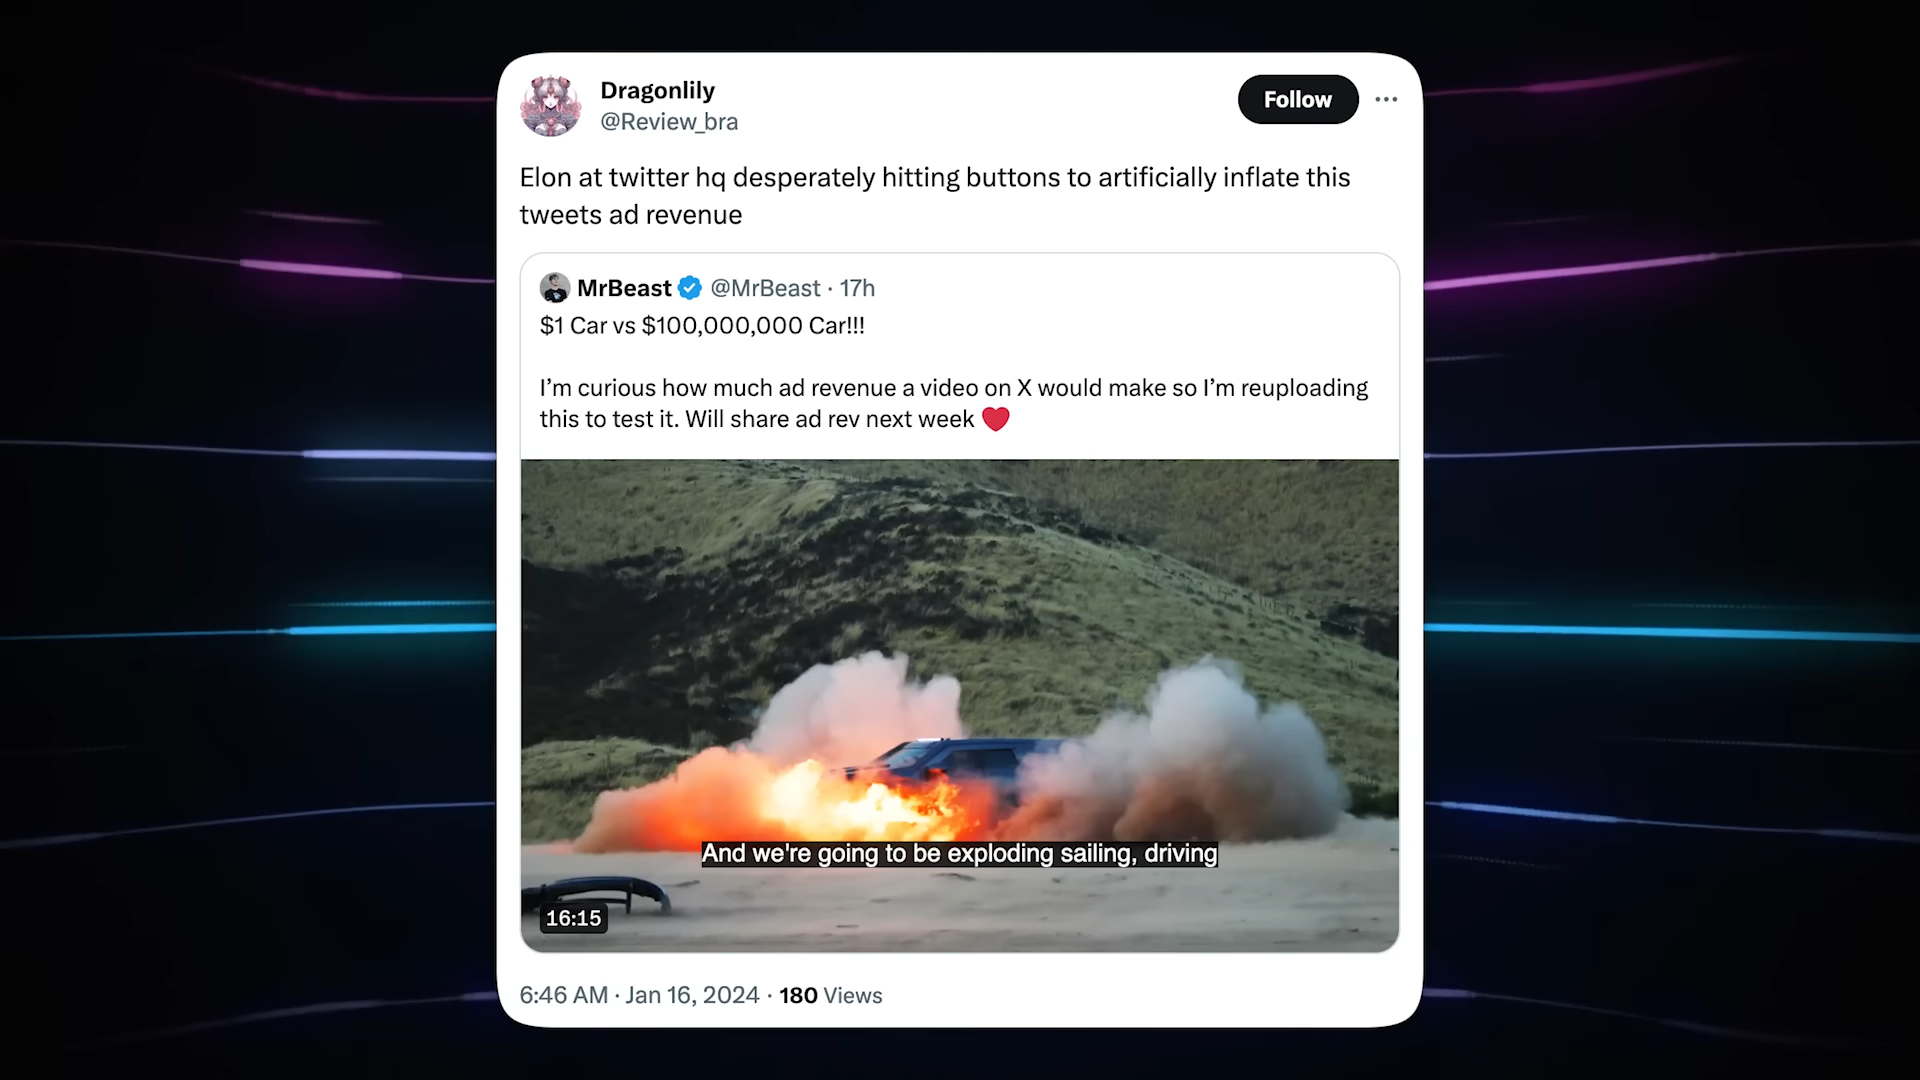 Dragonlily
@Review_bra
Follow
Elon at twitter hq desperately hitting buttons to artificially inflate this
tweets ad revenue
MrBeast @MrBeast · 17h
$1 Car vs $100,000,000 Car!!!
I’m curious how much ad revenue a video on X would make so I’m reuploading
this to test it. Will share ad rev next week ❤️
And we're going to be exploding sailing, driving
16:15
6:46 AM · Jan 16, 2024 · 180 Views